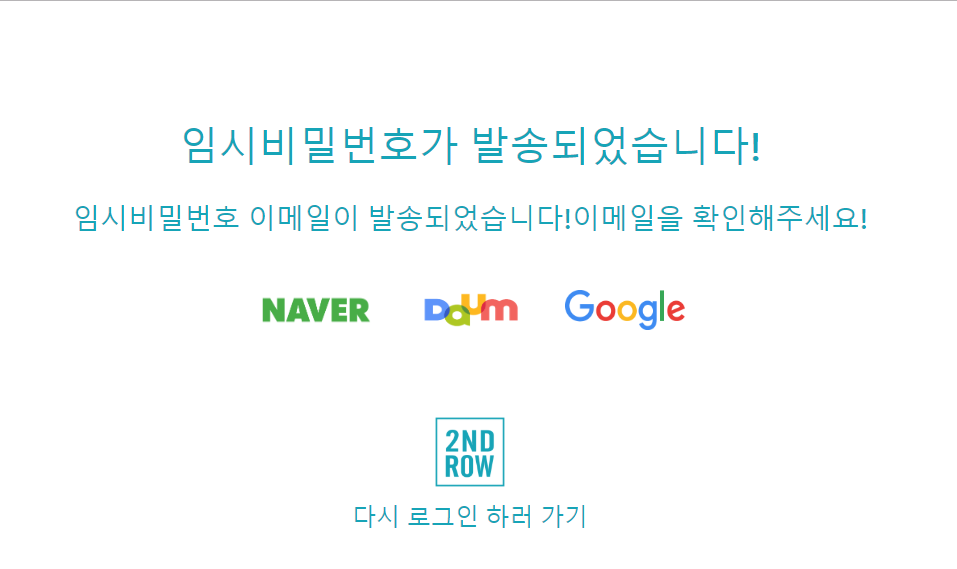 임시비밀번호가 발송되었습니다!
임시비밀번호 이메일이 발송되었습니다!이메일을 확인해주세요!
NAVER Daum Google
2ND
ROW
다시 로그인 하러 가기